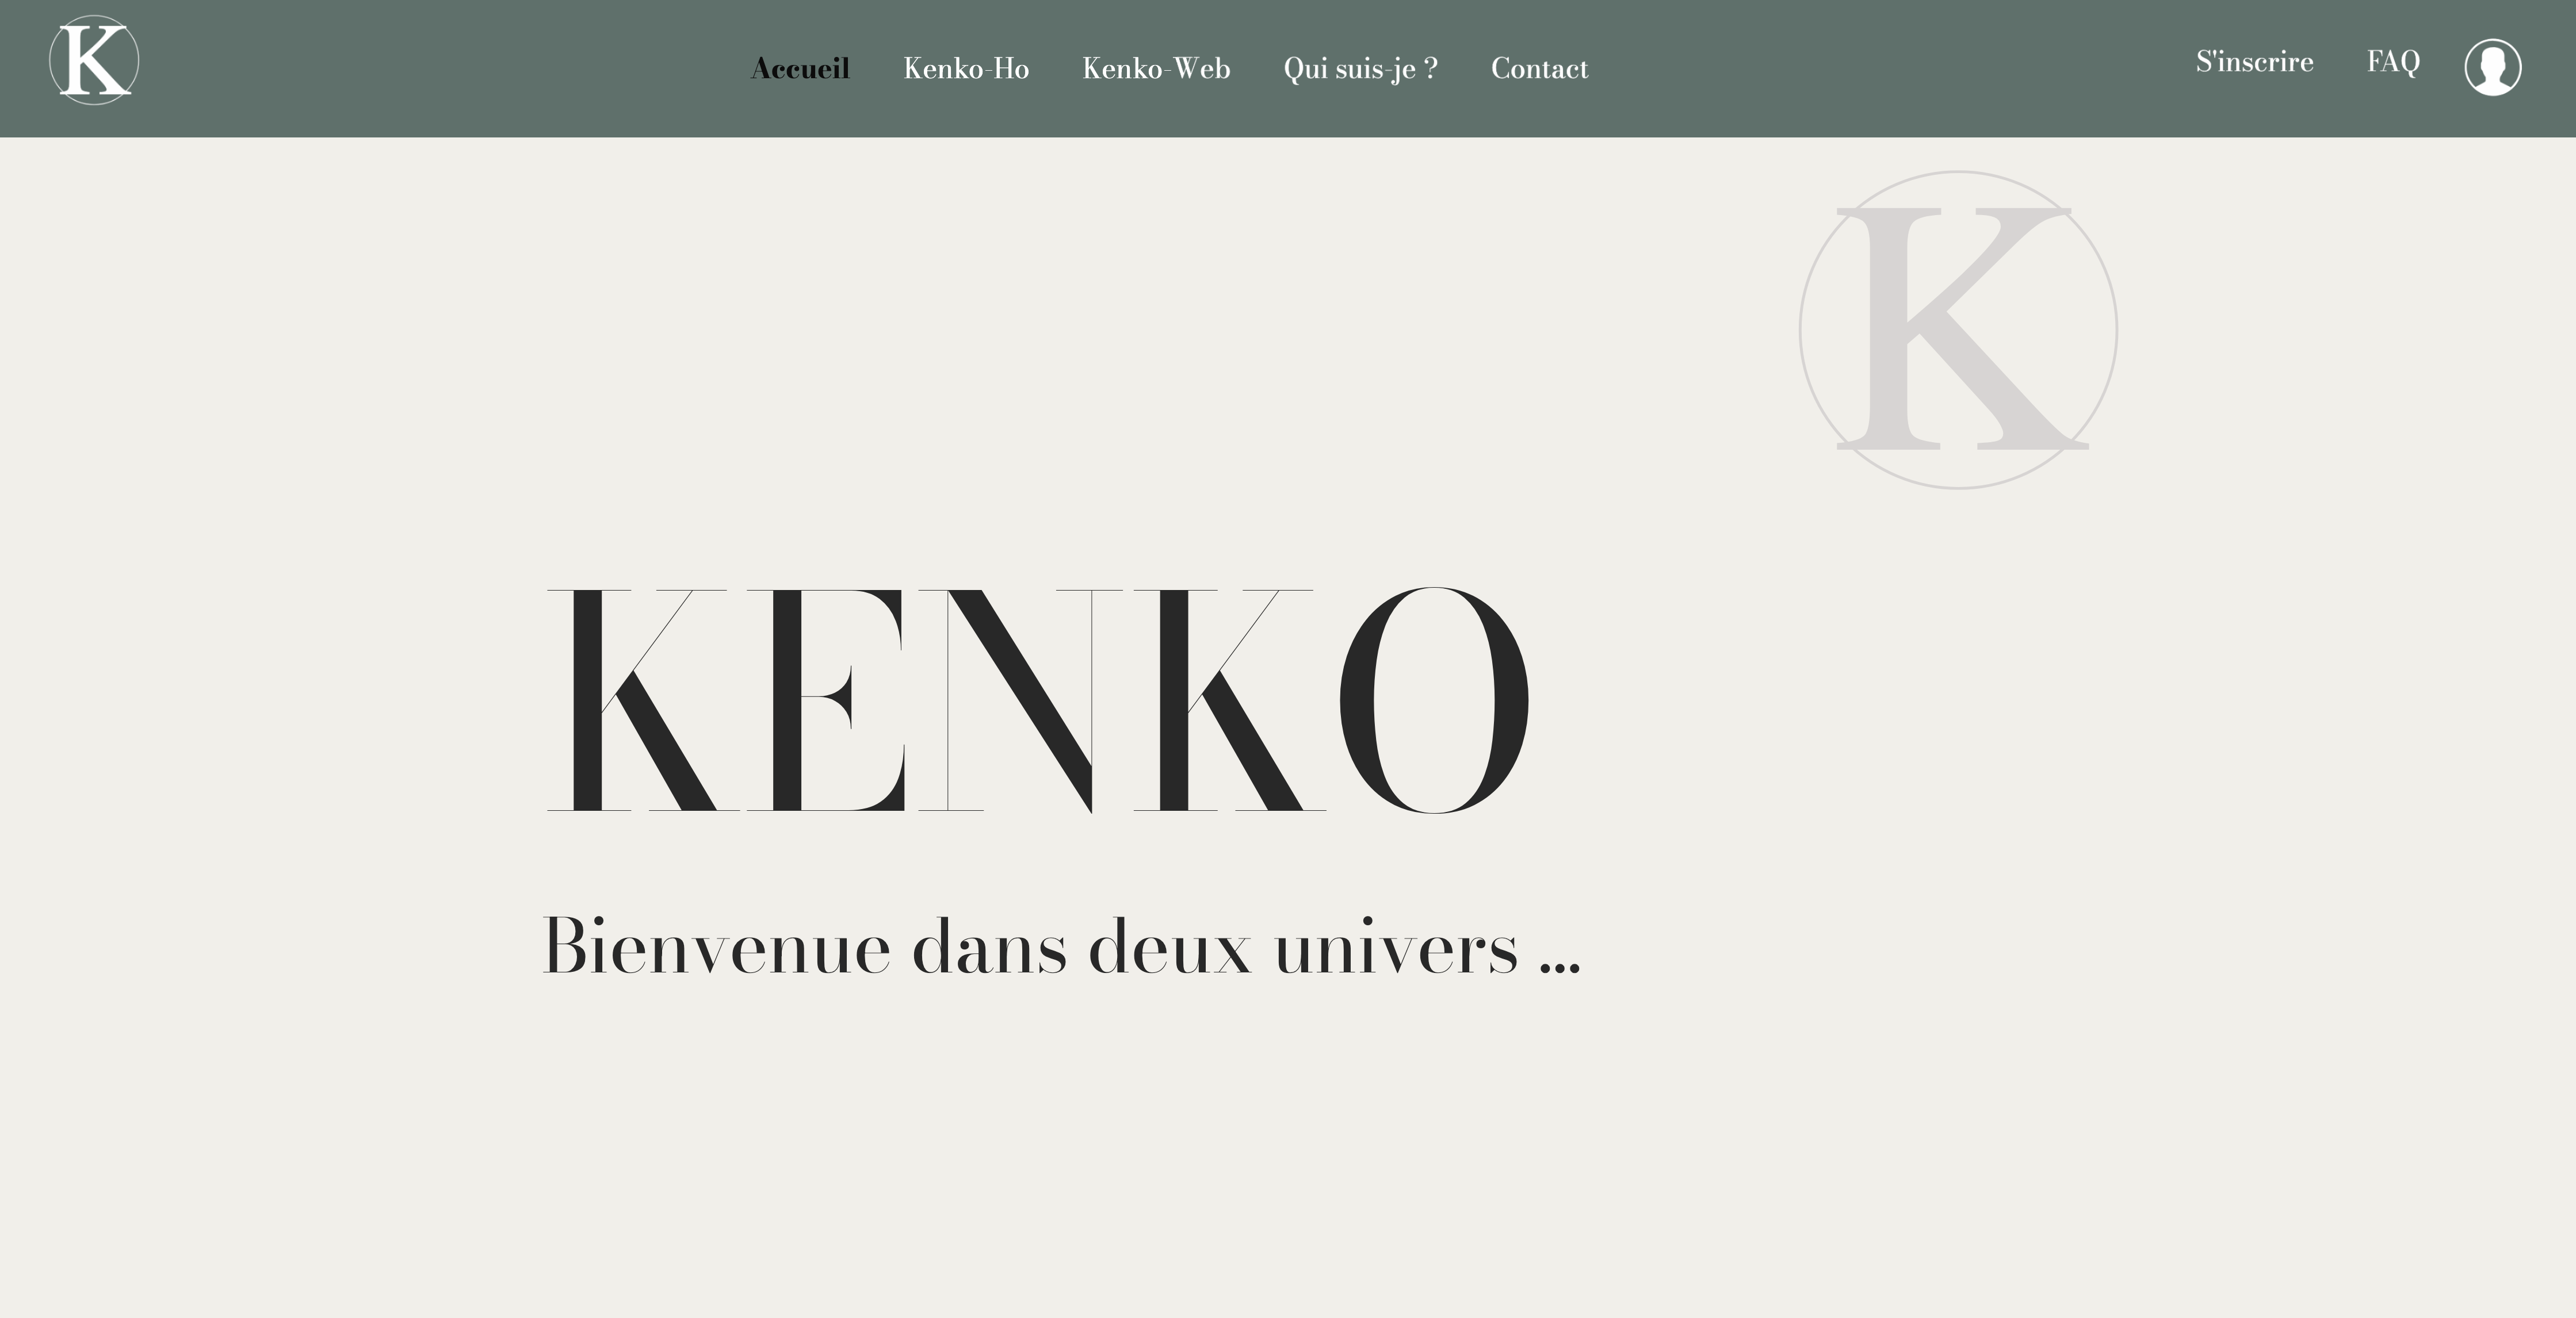 K
Accueil Kenko-Ho Kenko-Web Qui suis-je ? Contact S'inscrire FAQ
K
KENKO
Bienvenue dans deux univers ...